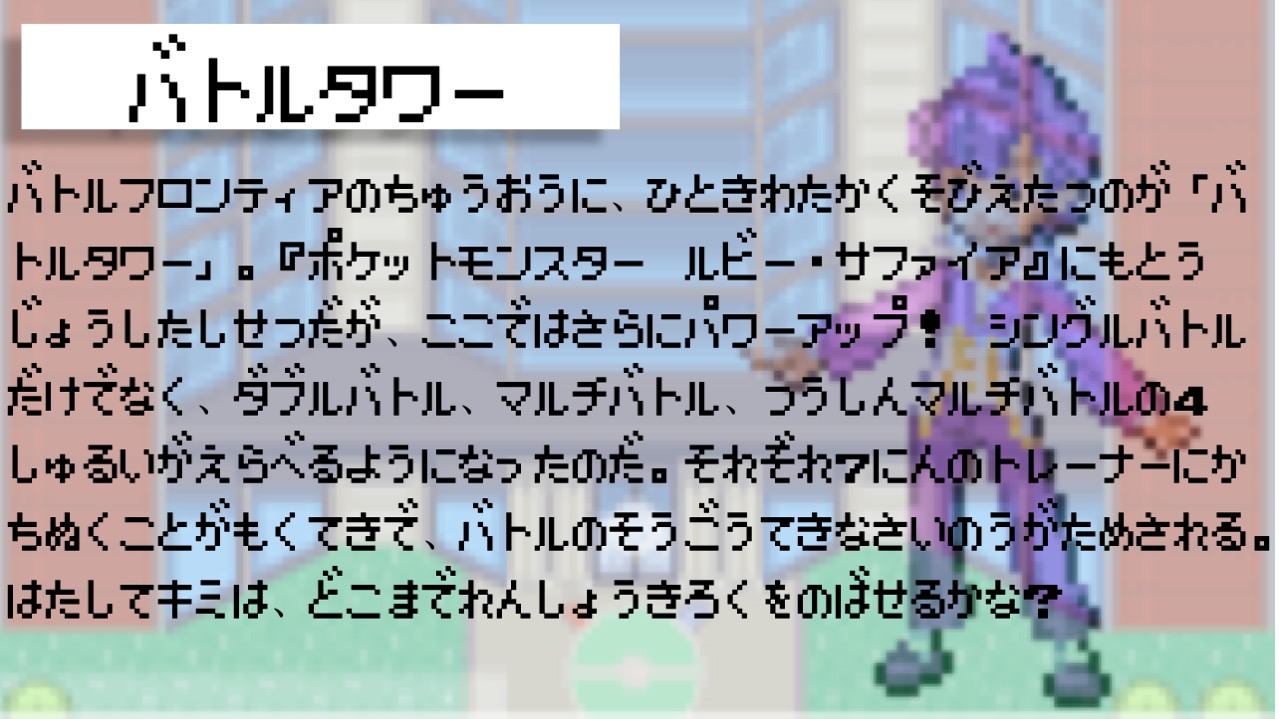 バトルタワー
バトルフロンティアのちゅうおうに、ひときわたかくそびえたつのが「バ
トルタワー」。『ポケットモンスター　ルビー・サファイア』にもとう
じょうしたしせつだが、ここではさらにパワーアップ！　シングルバトル
だけでなく、ダブルバトル、マルチバトル、つうしんマルチバトルの4
しゅるいがえらべるようになったのだ。それぞれ7にんのトレーナーにか
ちぬくことがもくてきで、バトルのそうごうてきなさいのうがためされる。
はたしてキミは、どこまでれんしょうきろくをのばせるかな？